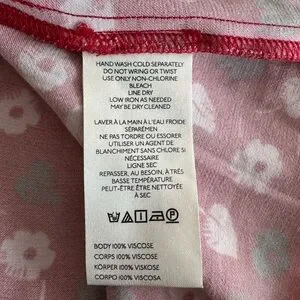 HAND WASH COLD SEPARATELY
DO NOT WRING OR TWIST
USE ONLY NON-CHLORINE
BLEACH
LINE DRY
LOW IRON AS NEEDED
MAY BE DRY CLEANED
LAVER À LA MAIN À L'EAU FROIDE
SÉPARÉMEN
NE PAS TORDRE OU ESSORER
UTILISER UN AGENT DE
BLANCHIMENT SANS CHLORE SI
NÉCESSAIRE
LIGNE SEC
REPASSER, AU BESOIN, À TRÈS
BASSE TEMPÉRATURE
PEUT-ÊTRE ÊTRE NETTOYÉE
À SEC
P
BODY 100% VISCOSE
CORPS 100% VISCOSE
KÖRPER 100% VISKOSE
CORPO 100% VISCOSA